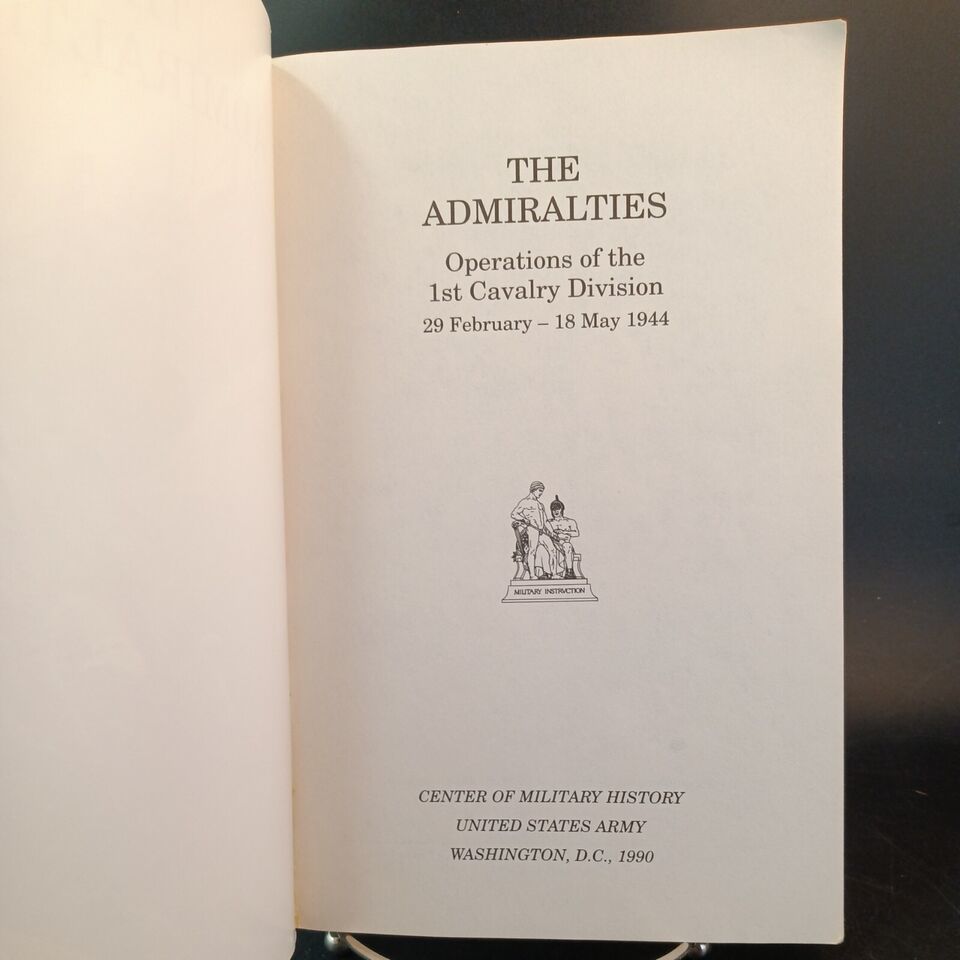 THE
ADMIRALTIES
Operations of the
1st Cavalry Division
29 February – 18 May 1944
MILITARY INSTRVCTION
CENTER OF MILITARY HISTORY
UNITED STATES ARMY
WASHINGTON, D.C., 1990